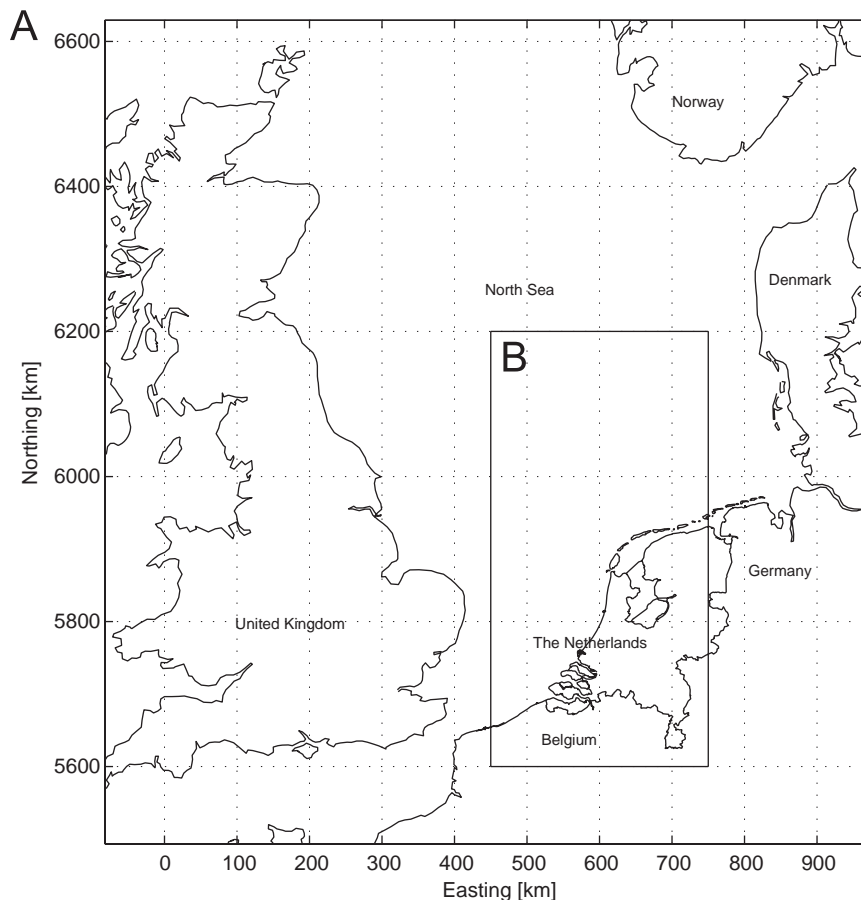 A
6600
Norway
6400
Denmark
North Sea
6200
B
Northing [km]
6000
Germany
5800
United Kingdom
The Netherlands
Belgium
5600
0 100 200 300 400 500 600 700 800 900
Easting [km]